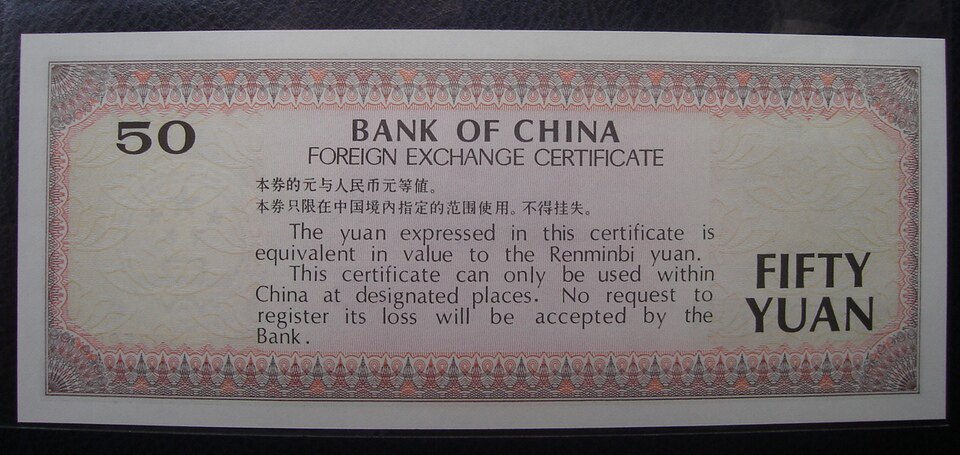 50
BANK OF CHINA
FOREIGN EXCHANGE CERTIFICATE
本券的元与人民币元等值。
本券只限在中国境内指定的范围使用。不得挂失。
The yuan expressed in this certificate is
equivalent in value to the Renminbi yuan.
This certificate can only be used within
China at designated places. No request to
register its loss will be accepted by the
Bank.
FIFTY
YUAN